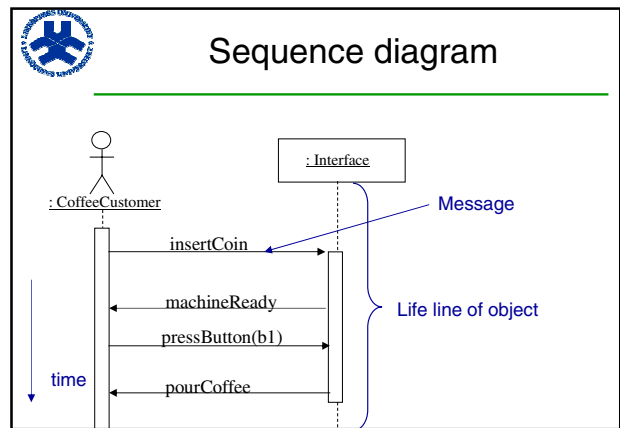 Sequence diagram
: Interface
: CoffeeCustomer
Message
insertCoin
machineReady
Life line of object
pressButton(b1)
time
pourCoffee